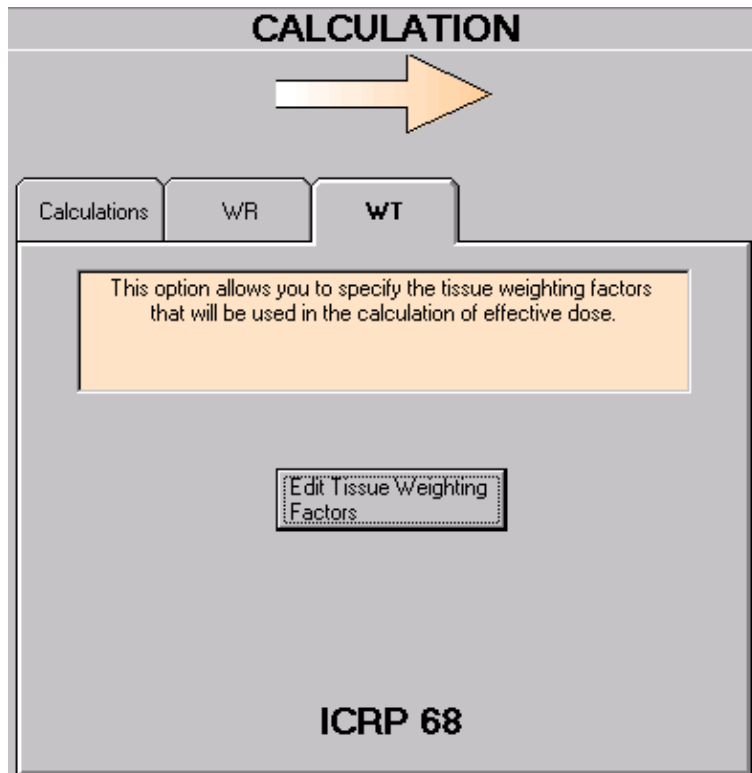 CALCULATION
Calculations
WR
WT
This option allows you to specify the tissue weighting factors
that will be used in the calculation of effective dose.
Edit Tissue Weighting
Factors
ICRP 68